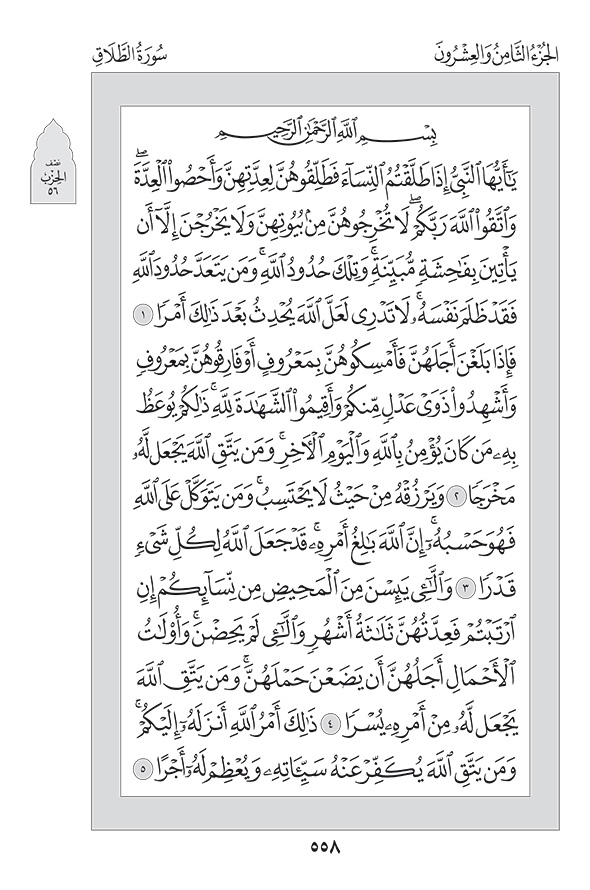 الجُزْءُ الثَّامِنُ وَالعِشْرُونَ
سُورَةُ الطَّلَاقِ
نِصْف
الحِزْب
٥٦
بِسْمِ ٱللَّهِ ٱلرَّحْمَٰنِ ٱلرَّحِيمِ
يَٰٓأَيُّهَا ٱلنَّبِيُّ إِذَا طَلَّقْتُمُ ٱلنِّسَآءَ فَطَلِّقُوهُنَّ لِعِدَّتِهِنَّ وَأَحْصُوا۟ ٱلْعِدَّةَۖ
وَٱتَّقُوا۟ ٱللَّهَ رَبَّكُمْۖ لَا تُخْرِجُوهُنَّ مِنۢ بُيُوتِهِنَّ وَلَا يَخْرُجْنَ إِلَّآ أَن
يَأْتِينَ بِفَٰحِشَةٍ مُّبَيِّنَةٍۚ وَتِلْكَ حُدُودُ ٱللَّهِۚ وَمَن يَتَعَدَّ حُدُودَ ٱللَّهِ
فَقَدْ ظَلَمَ نَفْسَهُۥۚ لَا تَدْرِى لَعَلَّ ٱللَّهَ يُحْدِثُ بَعْدَ ذَٰلِكَ أَمْرًا ١
فَإِذَا بَلَغْنَ أَجَلَهُنَّ فَأَمْسِكُوهُنَّ بِمَعْرُوفٍ أَوْ فَارِقُوهُنَّ بِمَعْرُوفٍ
وَأَشْهِدُوا۟ ذَوَىْ عَدْلٍ مِّنكُمْ وَأَقِيمُوا۟ ٱلشَّهَٰدَةَ لِلَّهِۚ ذَٰلِكُمْ يُوعَظُ
بِهِۦ مَن كَانَ يُؤْمِنُ بِٱللَّهِ وَٱلْيَوْمِ ٱلْءَاخِرِۚ وَمَن يَتَّقِ ٱللَّهَ يَجْعَل لَّهُۥ
مَخْرَجًا ٢ وَيَرْزُقْهُ مِنْ حَيْثُ لَا يَحْتَسِبُۚ وَمَن يَتَوَكَّلْ عَلَى ٱللَّهِ
فَهُوَ حَسْبُهُۥٓۚ إِنَّ ٱللَّهَ بَٰلِغُ أَمْرِهِۦۚ قَدْ جَعَلَ ٱللَّهُ لِكُلِّ شَىْءٍ
قَدْرًا ٣ وَٱلَّٰٓـِٔى يَئِسْنَ مِنَ ٱلْمَحِيضِ مِن نِّسَآئِكُمْ إِنِ
ٱرْتَبْتُمْ فَعِدَّتُهُنَّ ثَلَٰثَةُ أَشْهُرٍ وَٱلَّٰٓـِٔى لَمْ يَحِضْنَۚ وَأُو۟لَٰتُ
ٱلْأَحْمَالِ أَجَلُهُنَّ أَن يَضَعْنَ حَمْلَهُنَّۚ وَمَن يَتَّقِ ٱللَّهَ
يَجْعَل لَّهُۥ مِنْ أَمْرِهِۦ يُسْرًا ٤ ذَٰلِكَ أَمْرُ ٱللَّهِ أَنزَلَهُۥٓ إِلَيْكُمْۚ
وَمَن يَتَّقِ ٱللَّهَ يُكَفِّرْ عَنْهُ سَيِّـَٔاتِهِۦ وَيُعْظِمْ لَهُۥٓ أَجْرًا ٥
٥٥٨